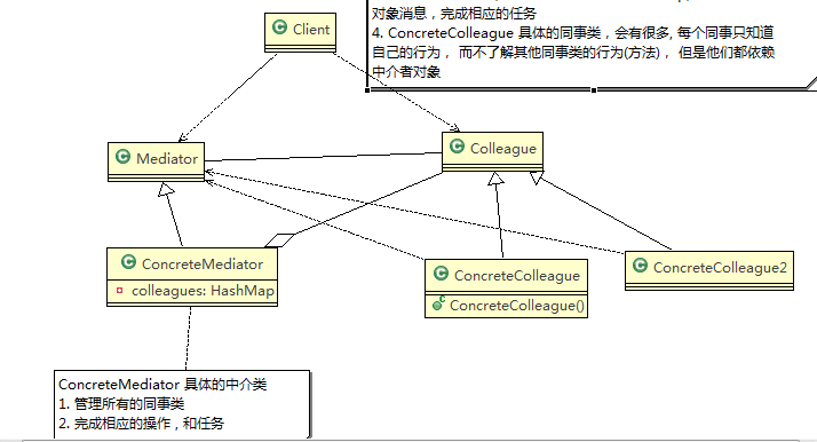 对象消息，完成相应的任务
4. ConcreteColleague 具体的同事类，会有很多, 每个同事只知道
自己的行为， 而不了解其他同事类的行为(方法)， 但是他们都依赖
中介者对象
Client
Mediator
Colleague
ConcreteMediator
colleagues: HashMap
ConcreteColleague
ConcreteColleague()
ConcreteColleague2
ConcreteMediator 具体的中介类
1. 管理所有的同事类
2. 完成相应的操作，和任务